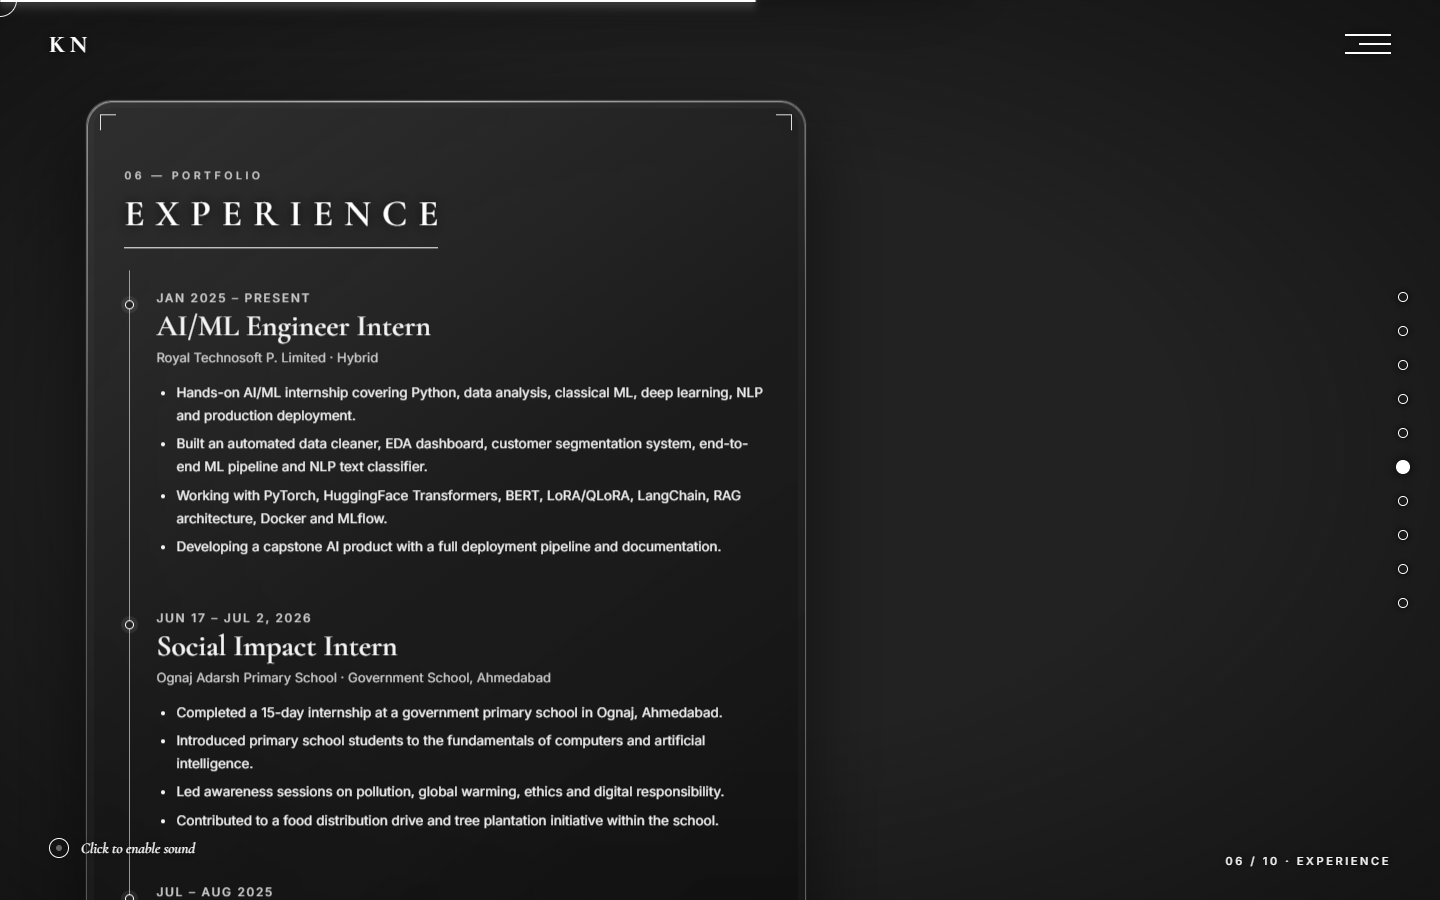 KN
06 — PORTFOLIO
EXPERIENCE
JAN 2025 – PRESENT
AI/ML Engineer Intern
Royal Technosoft P. Limited · Hybrid
• Hands-on AI/ML internship covering Python, data analysis, classical ML, deep learning, NLP
and production deployment.
• Built an automated data cleaner, EDA dashboard, customer segmentation system, end-to-
end ML pipeline and NLP text classifier.
• Working with PyTorch, HuggingFace Transformers, BERT, LoRA/QLoRA, LangChain, RAG
architecture, Docker and MLflow.
• Developing a capstone AI product with a full deployment pipeline and documentation.
JUN 17 – JUL 2, 2026
Social Impact Intern
Ognaj Adarsh Primary School · Government School, Ahmedabad
• Completed a 15-day internship at a government primary school in Ognaj, Ahmedabad.
• Introduced primary school students to the fundamentals of computers and artificial
intelligence.
• Led awareness sessions on pollution, global warming, ethics and digital responsibility.
• Contributed to a food distribution drive and tree plantation initiative within the school.
Click to enable sound
06 / 10 · EXPERIENCE
JUL – AUG 2025